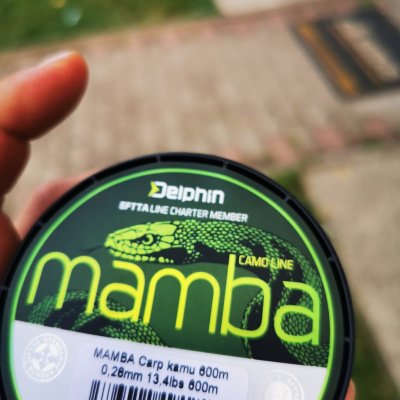 Delphin
EFTTA LINE CHARTER MEMBER
CAMO LINE
mamba
MAMBA Carp kamu 600m
0,28mm 13,4lbs 600m